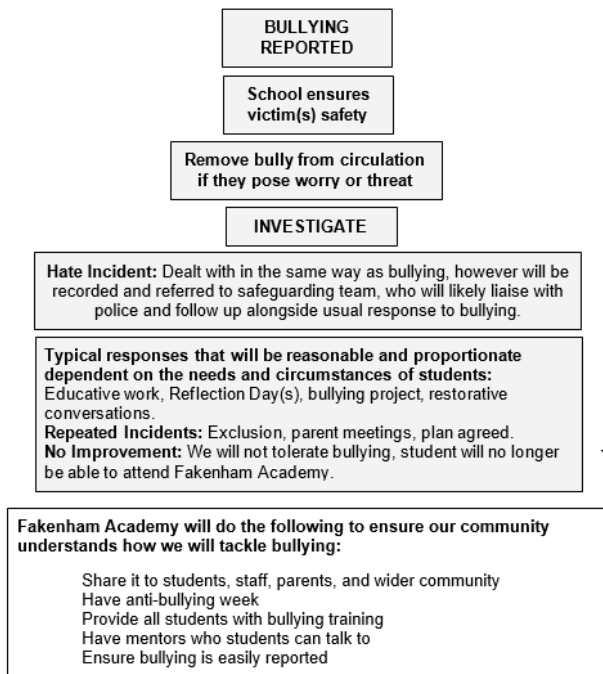 BULLYING
REPORTED
School ensures
victim(s) safety
Remove bully from circulation
if they pose worry or threat
INVESTIGATE
Hate Incident: Dealt with in the same way as bullying, however will be
recorded and referred to safeguarding team, who will likely liaise with
police and follow up alongside usual response to bullying.
Typical responses that will be reasonable and proportionate
dependent on the needs and circumstances of students:
Educative work, Reflection Day(s), bullying project, restorative
conversations.
Repeated Incidents: Exclusion, parent meetings, plan agreed.
No Improvement: We will not tolerate bullying, student will no longer
be able to attend Fakenham Academy.
Fakenham Academy will do the following to ensure our community
understands how we will tackle bullying:
Share it to students, staff, parents, and wider community
Have anti-bullying week
Provide all students with bullying training
Have mentors who students can talk to
Ensure bullying is easily reported